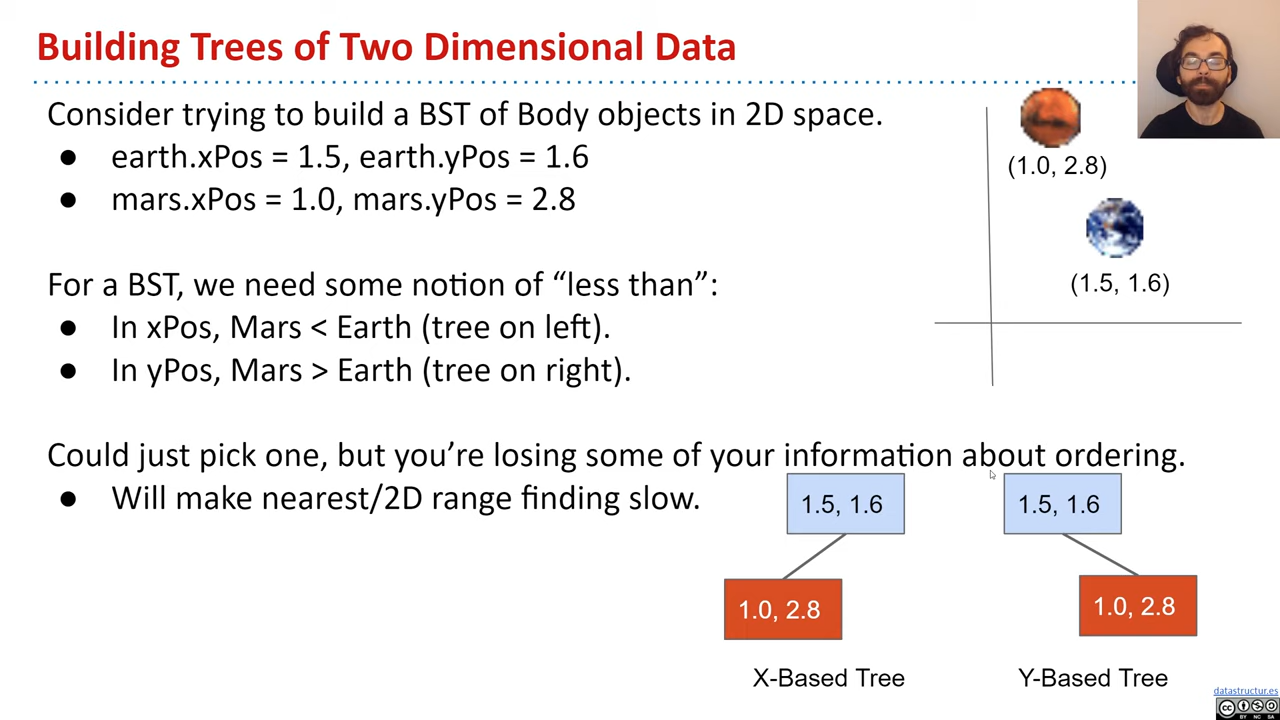 Building Trees of Two Dimensional Data
Consider trying to build a BST of Body objects in 2D space.
● earth.xPos = 1.5, earth.yPos = 1.6
● mars.xPos = 1.0, mars.yPos = 2.8
(1.0, 2.8)
(1.5, 1.6)
For a BST, we need some notion of “less than”:
● In xPos, Mars < Earth (tree on left).
● In yPos, Mars > Earth (tree on right).
Could just pick one, but you’re losing some of your information about ordering.
● Will make nearest/2D range finding slow.
1.5, 1.6
1.0, 2.8
X-Based Tree
1.5, 1.6
1.0, 2.8
Y-Based Tree
datastructur.es
CC
BY NC SA